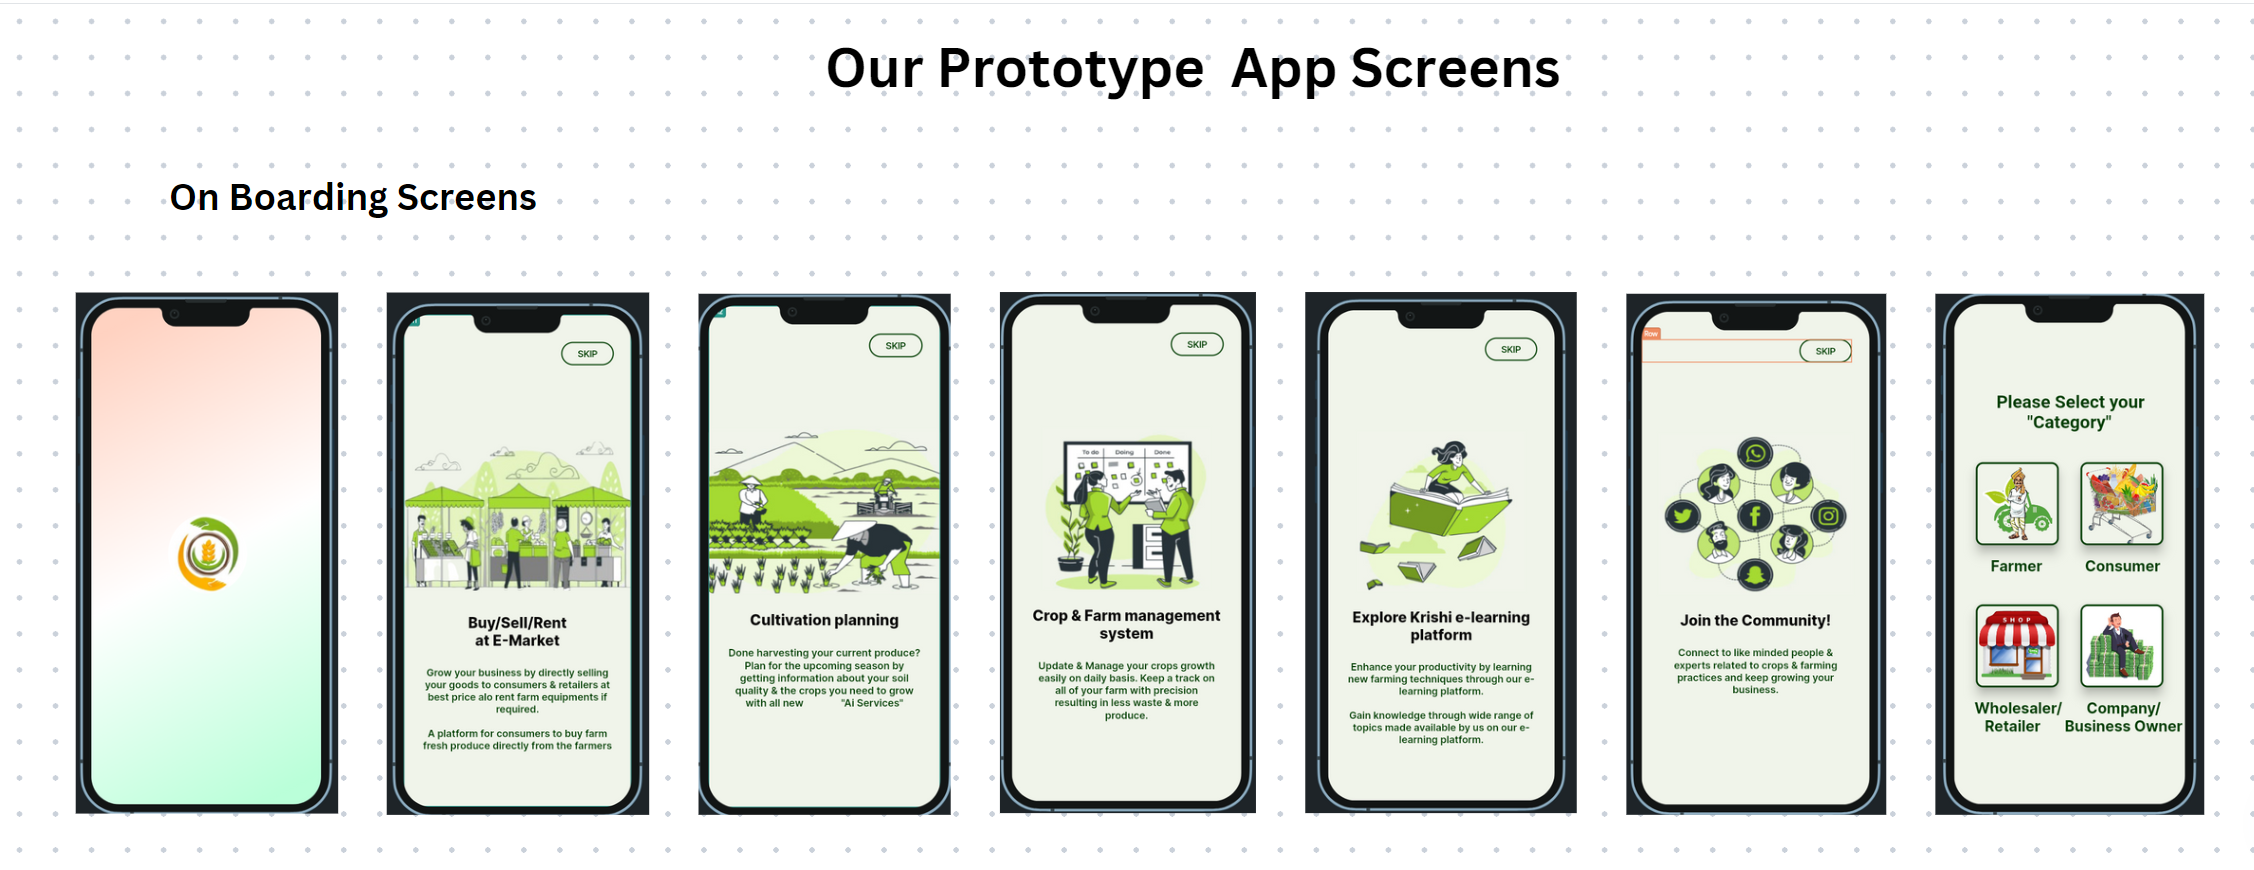 Our Prototype App Screens
On Boarding Screens
SKIP
Buy/Sell/Rent
at E-Market
Grow your business by directly selling
your goods to consumers & retailers at
best price alo rent farm equipments if
required.
A platform for consumers to buy farm
fresh produce directly from the farmers
SKIP
Cultivation planning
Done harvesting your current produce?
Plan for the upcoming season by
getting information about your soil
quality & the crops you need to grow
with all new "Ai Services"
SKIP
To do Doing Done
Crop & Farm management
system
Update & Manage your crops growth
easily on daily basis. Keep a track on
all of your farm with precision
resulting in less waste & more
produce.
SKIP
Explore Krishi e-learning
platform
Enhance your productivity by learning
new farming techniques through our e-
learning platform.
Gain knowledge through wide range of
topics made available by us on our e-
learning platform.
Row
SKIP
Join the Community!
Connect to like minded people &
experts related to crops & farming
practices and keep growing your
business.
Please Select your
"Category"
Farmer
Consumer
SHOP
Wholesaler/
Retailer
Company/
Business Owner